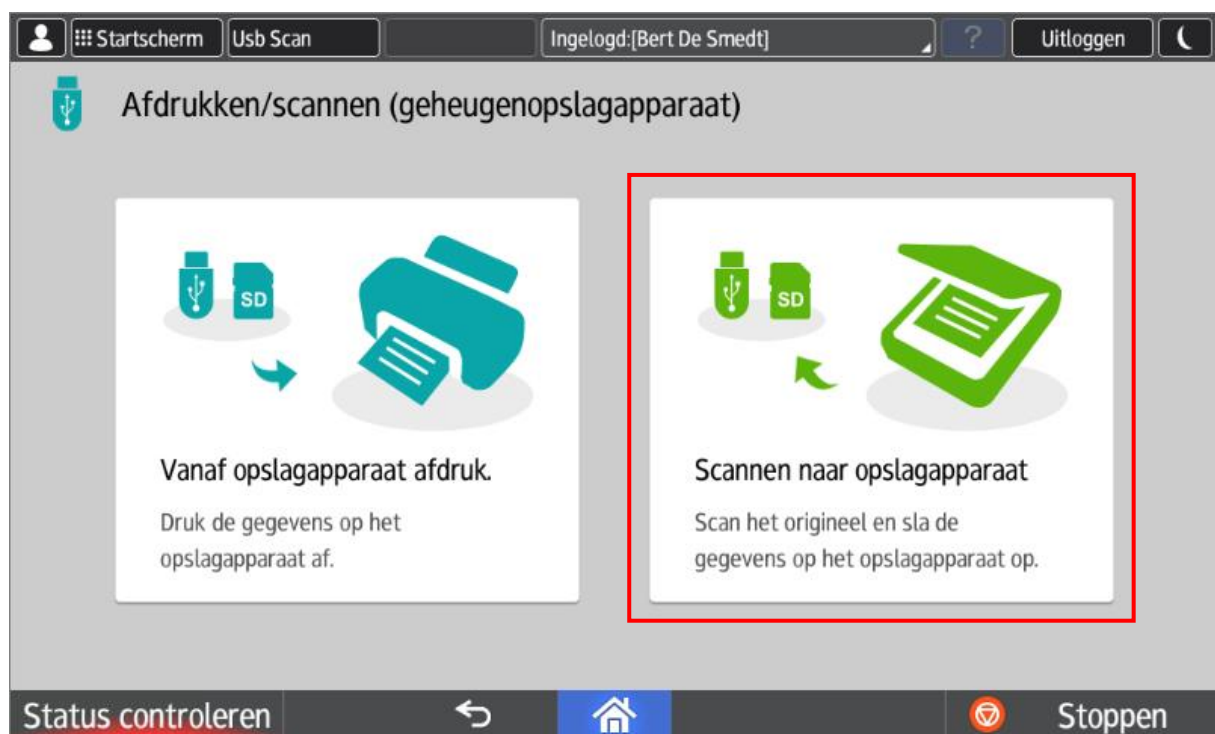 Startscherm
Usb Scan
Ingelogd:[Bert De Smedt]
?
Uitloggen
Afdrukken/scannen (geheugenopslagapparaat)
SD
Vanaf opslagapparaat afdruk.
Druk de gegevens op het
opslagapparaat af.
SD
Scannen naar opslagapparaat
Scan het origineel en sla de
gegevens op het opslagapparaat op.
Status controleren
Stoppen